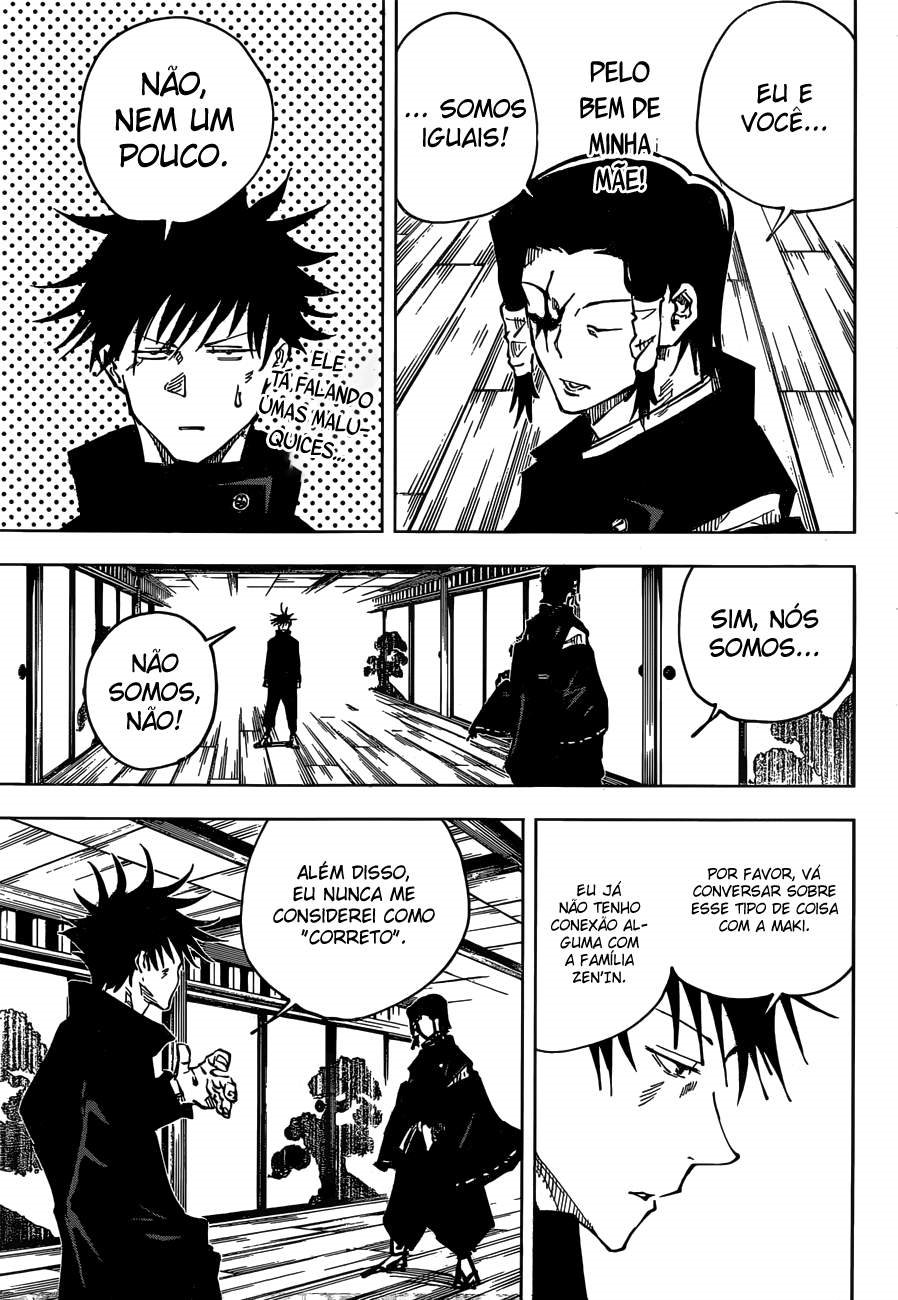 EU E
VOCÊ...
PELO
BEM DE
MINHA
MÃE!
... SOMOS
IGUAIS!
NÃO,
NEM UM
POUCO.
ELE
TÁ FALANDO
UMAS MALU-
QUICES...
SIM, NÓS
SOMOS...
NÃO
SOMOS,
NÃO!
POR FAVOR, VÁ
CONVERSAR SOBRE
ESSE TIPO DE COISA
COM A MAKI.
EU JÁ
NÃO TENHO
CONEXÃO AL-
GUMA COM
A FAMÍLIA
ZEN'IN.
ALÉM DISSO,
EU NUNCA ME
CONSIDEREI COMO
"CORRETO".